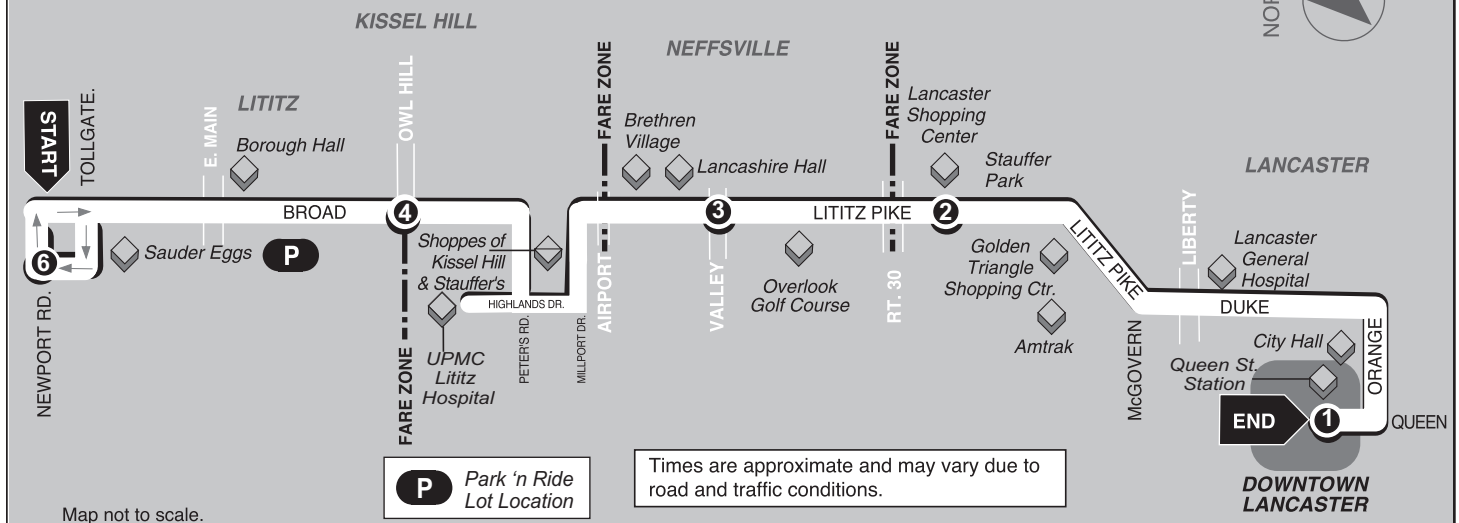 KISSEL HILL
NEFFSVILLE
NOR
LITITZ
LANCASTER
START
TOLLGATE.
E. MAIN
Borough Hall
OWL HILL
FARE ZONE
Brethren
Village
Lancashire Hall
FARE ZONE
Lancaster
Shopping
Center
Stauffer
Park
BROAD
4
3
LITITZ PIKE
2
LITITZ PIKE
LIBERTY
Lancaster
General
Hospital
6
Sauder Eggs
P
Shoppes of
Kissel Hill
& Stauffer's
HIGHLANDS DR.
AIRPORT
VALLEY
Overlook
Golf Course
RT. 30
Golden
Triangle
Shopping Ctr.
Amtrak
DUKE
NEWPORT RD.
FARE ZONE
UPMC
Lititz
Hospital
PETER'S RD.
MILLPORT DR.
McGOVERN
City Hall
Queen St.
Station
ORANGE
END
1
QUEEN
DOWNTOWN
LANCASTER
P
Park ‘n Ride
Lot Location
Times are approximate and may vary due to
road and traffic conditions.
Map not to scale.